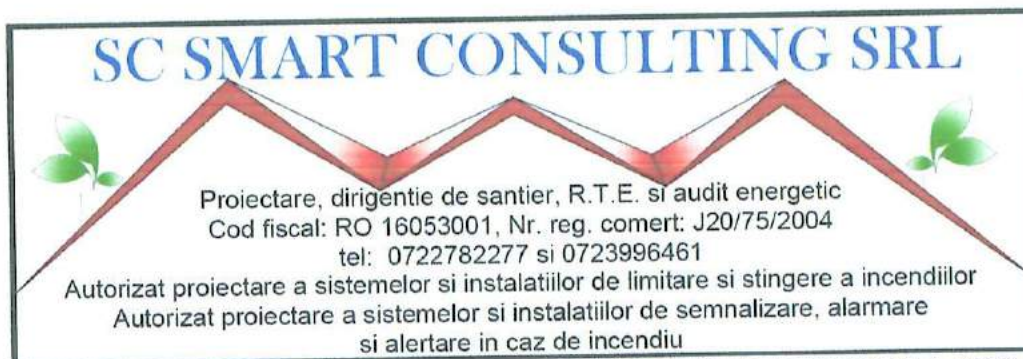 SC SMART CONSULTING SRL
Proiectare, dirigentie de santier, R.T.E. si audit energetic
Cod fiscal: RO 16053001, Nr. reg. comert: J20/75/2004
tel: 0722782277 si 0723996461
Autorizat proiectare a sistemelor si instalatiilor de limitare si stingere a incendiilor
Autorizat proiectare a sistemelor si instalatiilor de semnalizare, alarmare
si alertare in caz de incendiu